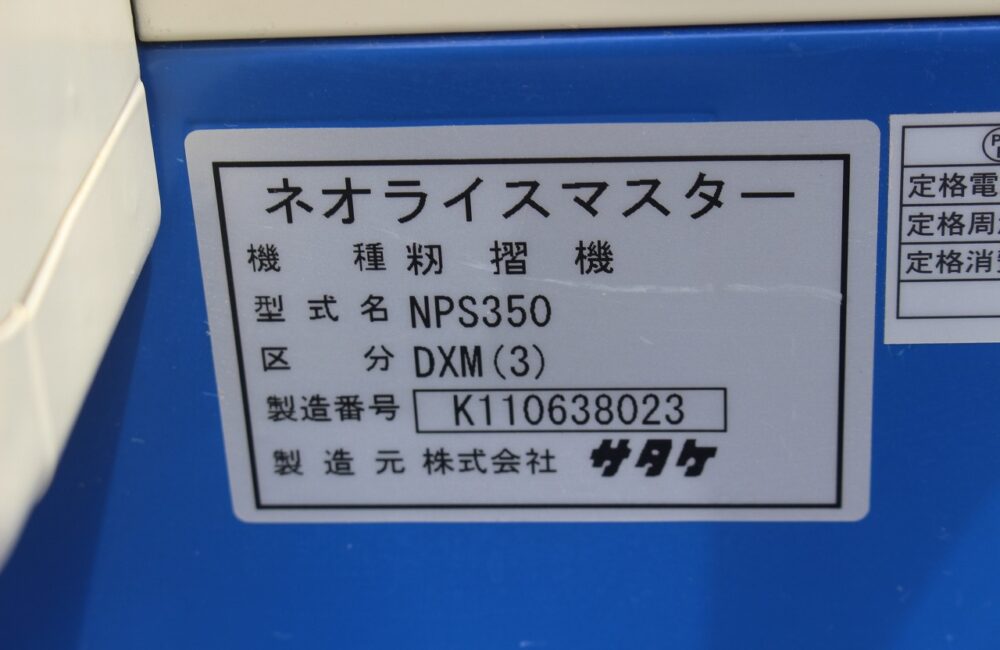 ネオライスマスター
機種 籾摺機
型式名 NPS350
区分 DXM(3)
製造番号 K110638023
製造元 株式会社 サタケ
定格電
定格周
定格消